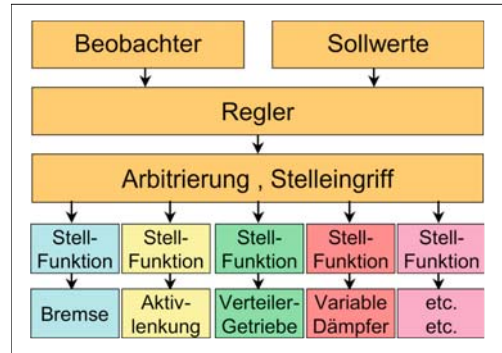 Beobachter
Sollwerte
Regler
Arbitrierung , Stelleingriff
Stell-
Funktion
Stell-
Funktion
Stell-
Funktion
Stell-
Funktion
Stell-
Funktion
Bremse
Aktiv-
lenkung
Verteiler-
Getriebe
Variable
Dämpfer
etc.
etc.